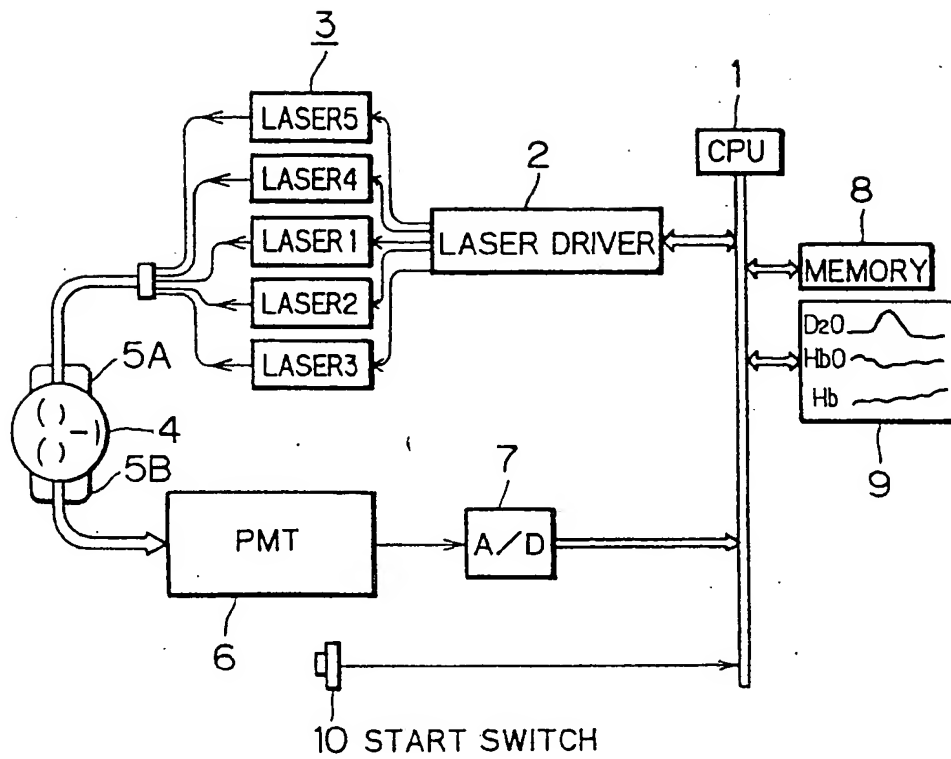 3
1
LASER5
CPU
2
LASER4
8
LASER1
LASER DRIVER
MEMORY
LASER2
D2O
HbO
LASER3
Hb
5A
4
9
5B
7
PMT
A/D
6
10 START SWITCH